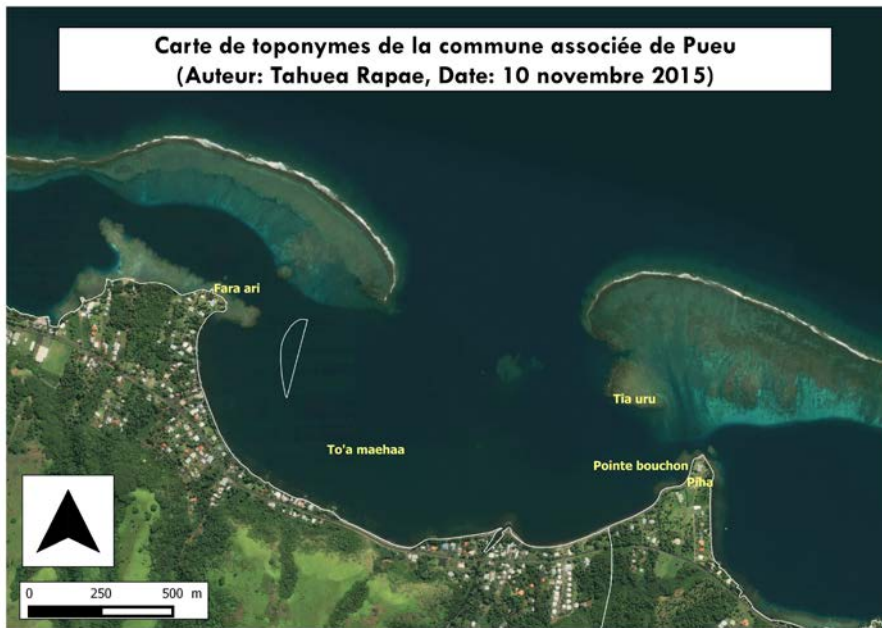 Carte de toponymes de la commune associée de Pueu
(Auteur: Tahuea Rapae, Date: 10 novembre 2015)
Fara ari
Tia uru
To'a maehaa
Pointe bouchon
Piha
0 250 500 m